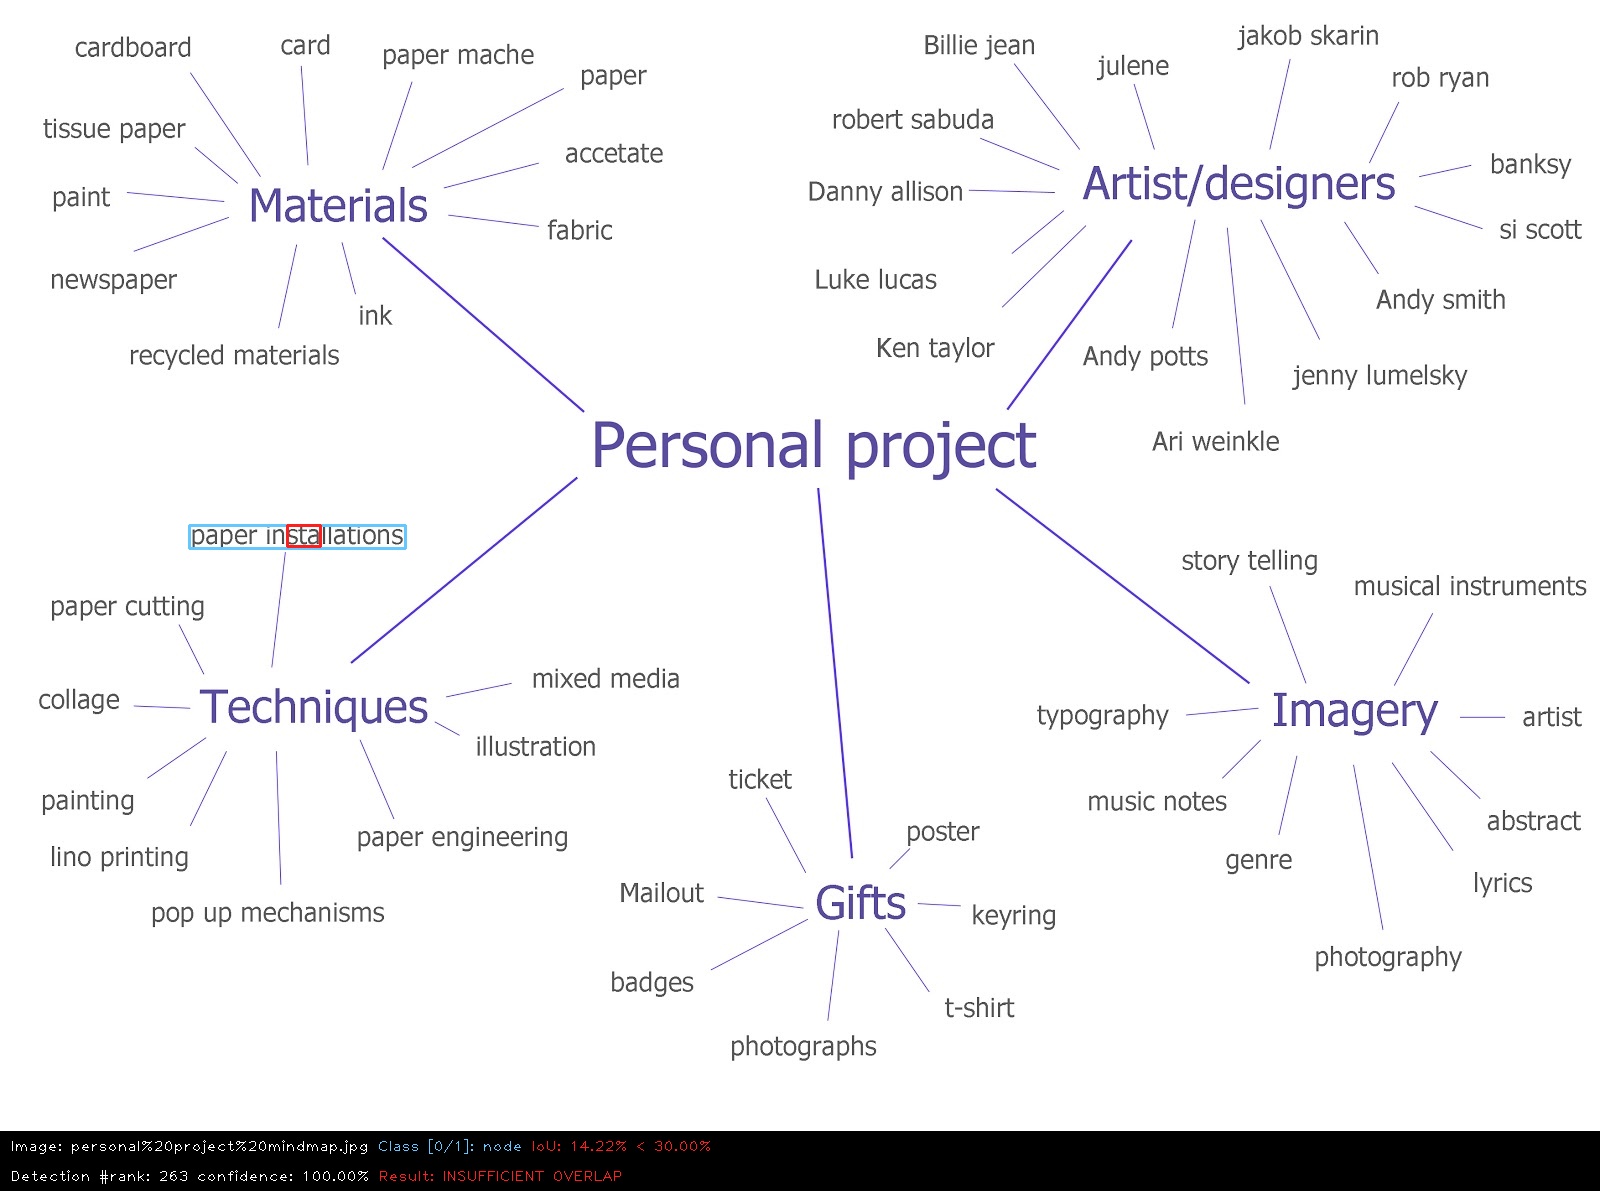 cardboard
card
paper mache
paper
tissue paper
accetate
paint
Materials
fabric
newspaper
ink
recycled materials
Billie jean
julene
jakob skarin
rob ryan
robert sabuda
banksy
Danny allison
Artist/designers
si scott
Luke lucas
Andy smith
Ken taylor
Andy potts
jenny lumelsky
Ari weinkle
Personal project
paper installations
paper cutting
collage
Techniques
mixed media
illustration
painting
lino printing
paper engineering
pop up mechanisms
ticket
poster
Mailout
Gifts
keyring
badges
t-shirt
photographs
story telling
musical instruments
typography
Imagery
artist
music notes
abstract
genre
lyrics
photography
Image: personal%20project%20mindmap.jpg Class [0/1]: node IoU: 14.22% < 30.00%
Detection #rank: 263 confidence: 100.00% Result: INSUFFICIENT OVERLAP